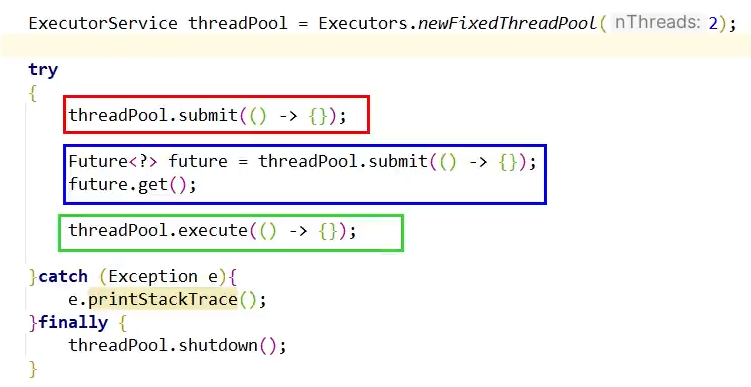 ExecutorService threadPool = Executors.newFixedThreadPool( nThreads: 2);
try
{
threadPool.submit(() -> {});
Future<?> future = threadPool.submit(() -> {});
future.get();
threadPool.execute(() -> {});
}catch (Exception e){
e.printStackTrace();
}finally {
threadPool.shutdown();
}